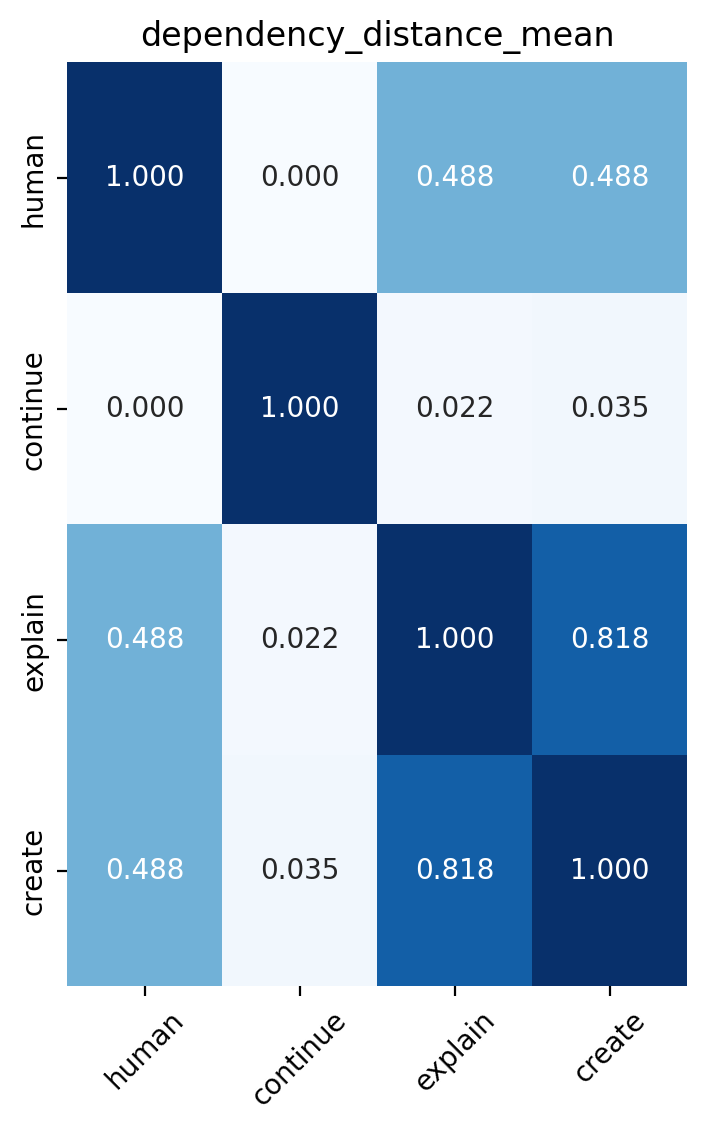 dependency_distance_mean
human 1.000 0.000 0.488 0.488
continue 0.000 1.000 0.022 0.035
explain 0.488 0.022 1.000 0.818
create 0.488 0.035 0.818 1.000
human continue explain create